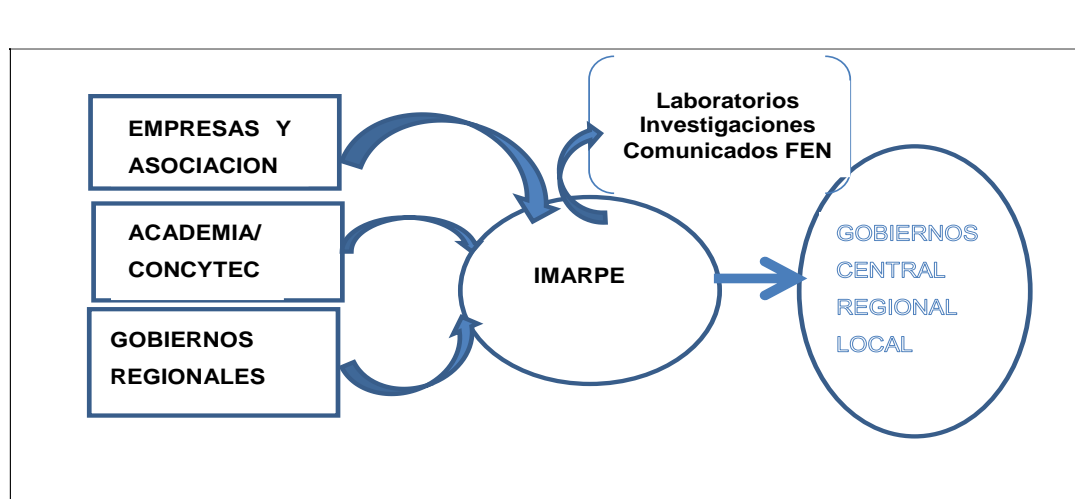 EMPRESAS Y
ASOCIACION
ACADEMIA/
CONCYTEC
GOBIERNOS
REGIONALES
IMARPE
Laboratorios
Investigaciones
Comunicados FEN
GOBIERNOS
CENTRAL
REGIONAL
LOCAL